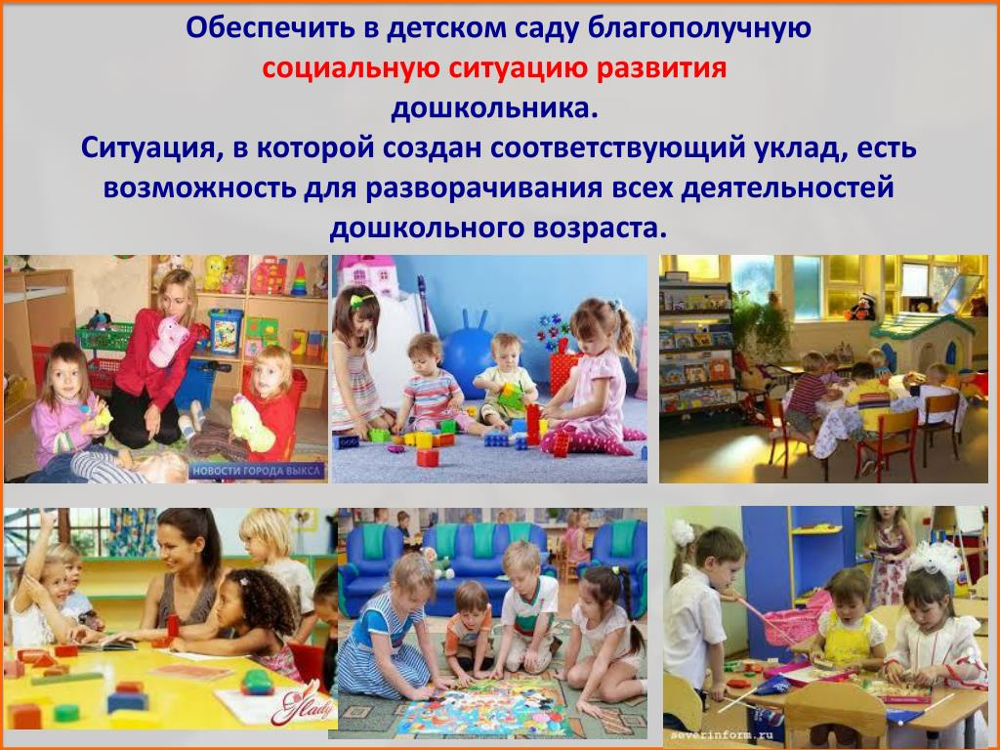 Обеспечить в детском саду благополучную
социальную ситуацию развития
дошкольника.
Ситуация, в которой создан соответствующий уклад, есть
возможность для разворачивания всех деятельностей
дошкольного возраста.
НОВОСТИ ГОРОДА ВЫКСА
Jlady
severinform.ru